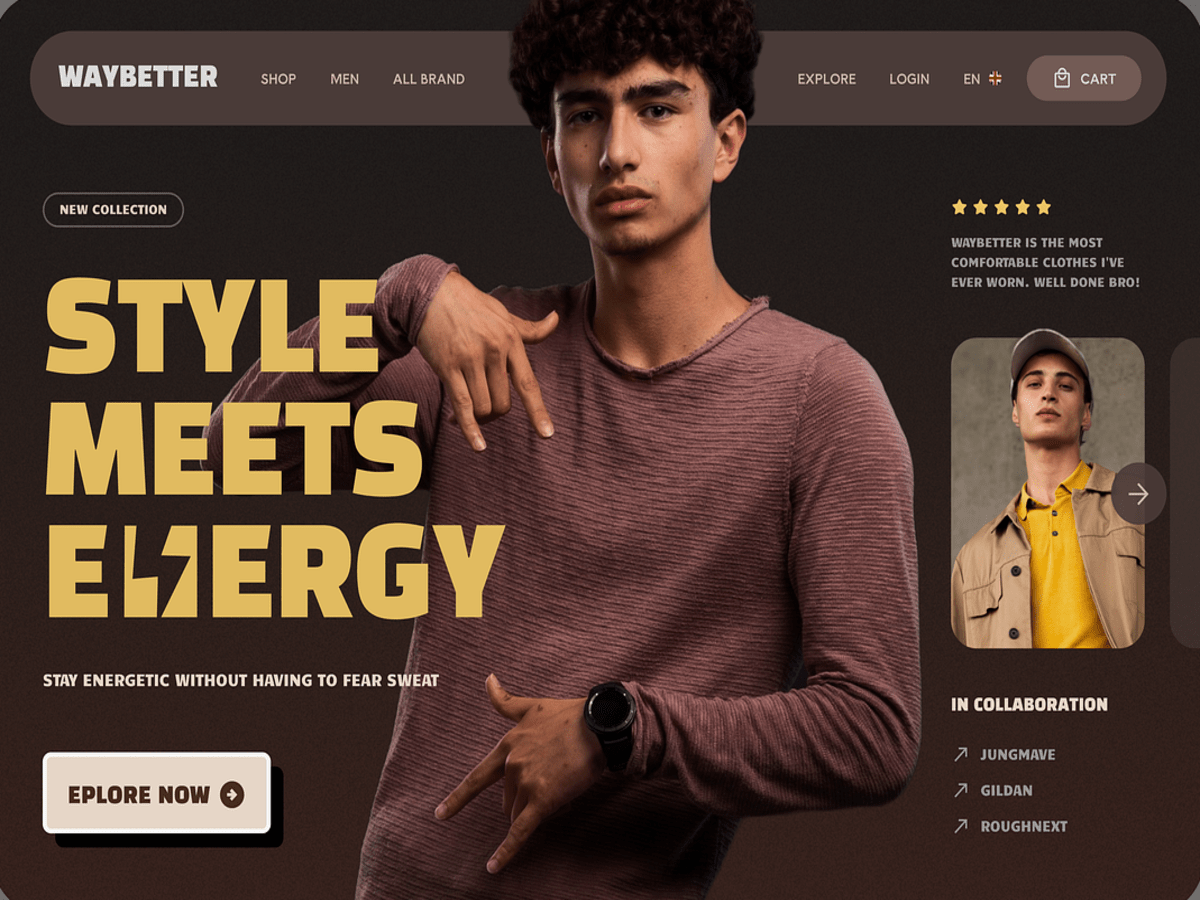 WAYBETTER
SHOP
MEN
ALL BRAND
EXPLORE
LOGIN
EN
CART
NEW COLLECTION
STYLE
MEETS
ENERGY
STAY ENERGETIC WITHOUT HAVING TO FEAR SWEAT
EPLORE NOW
WAYBETTER IS THE MOST
COMFORTABLE CLOTHES I'VE
EVER WORN. WELL DONE BRO!
IN COLLABORATION
JUNGMAVE
GILDAN
ROUGHNEXT